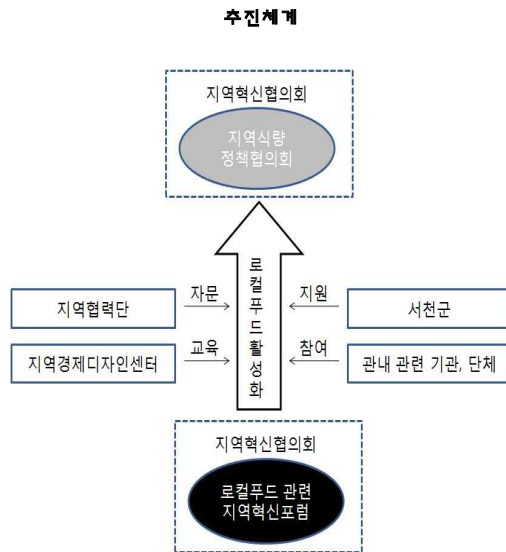 추진체계
지역혁신협의회
지역식량
정책협의회
로컬푸드활성화
지역협력단
자문
지원
서천군
지역경제디자인센터
교육
참여
관내 관련 기관, 단체
지역혁신협의회
로컬푸드 관련
지역혁신포럼